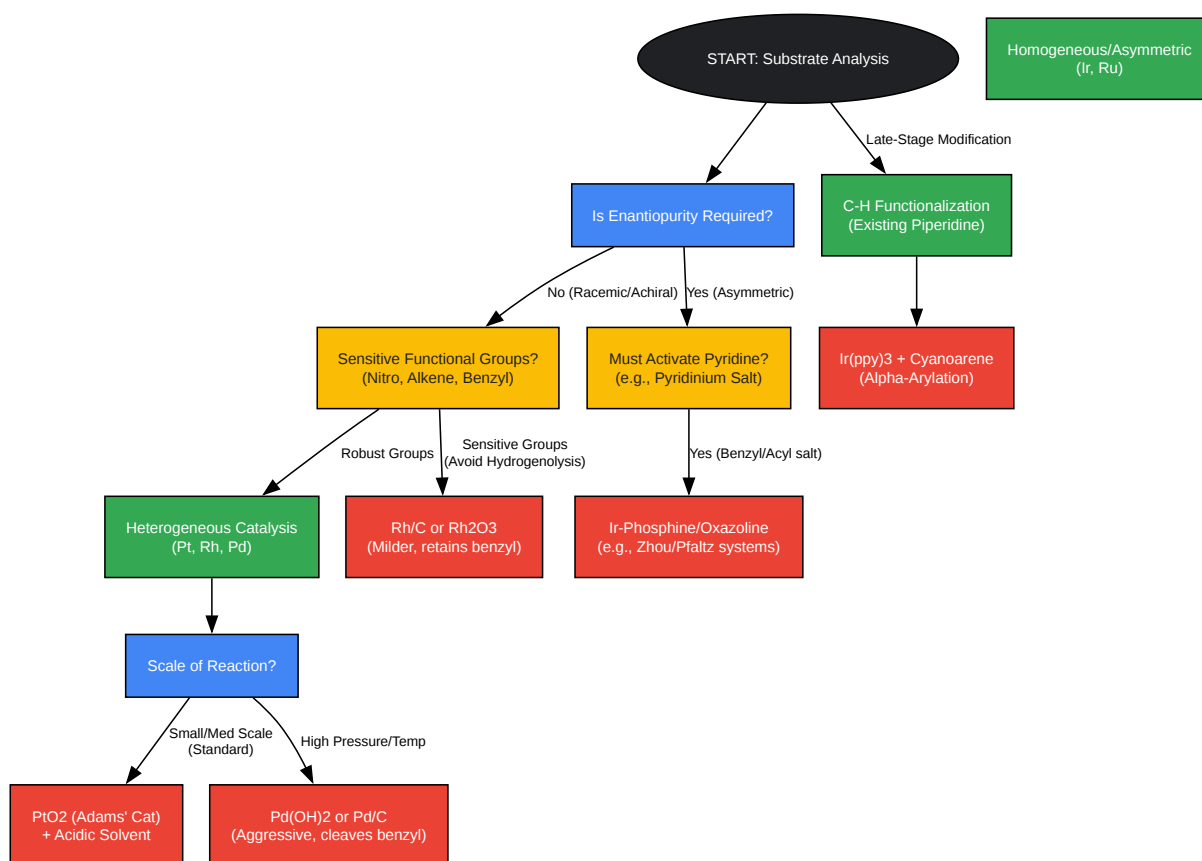 START: Substrate Analysis
Homogeneous/Asymmetric
(Ir, Ru)
Late-Stage Modification
Is Enantiopurity Required?
C-H Functionalization
(Existing Piperidine)
No (Racemic/Achiral)
Yes (Asymmetric)
Sensitive Functional Groups?
(Nitro, Alkene, Benzyl)
Must Activate Pyridine?
(e.g., Pyridinium Salt)
Ir(ppy)3 + Cyanoarene
(Alpha-Arylation)
Robust Groups
Sensitive Groups
(Avoid Hydrogenolysis)
Yes (Benzyl/Acyl salt)
Heterogeneous Catalysis
(Pt, Rh, Pd)
Rh/C or Rh2O3
(Milder, retains benzyl)
Ir-Phosphine/Oxazoline
(e.g., Zhou/Pfaltz systems)
Scale of Reaction?
Small/Med Scale
(Standard)
High Pressure/Temp
PtO2 (Adams' Cat)
+ Acidic Solvent
Pd(OH)2 or Pd/C
(Aggressive, cleaves benzyl)